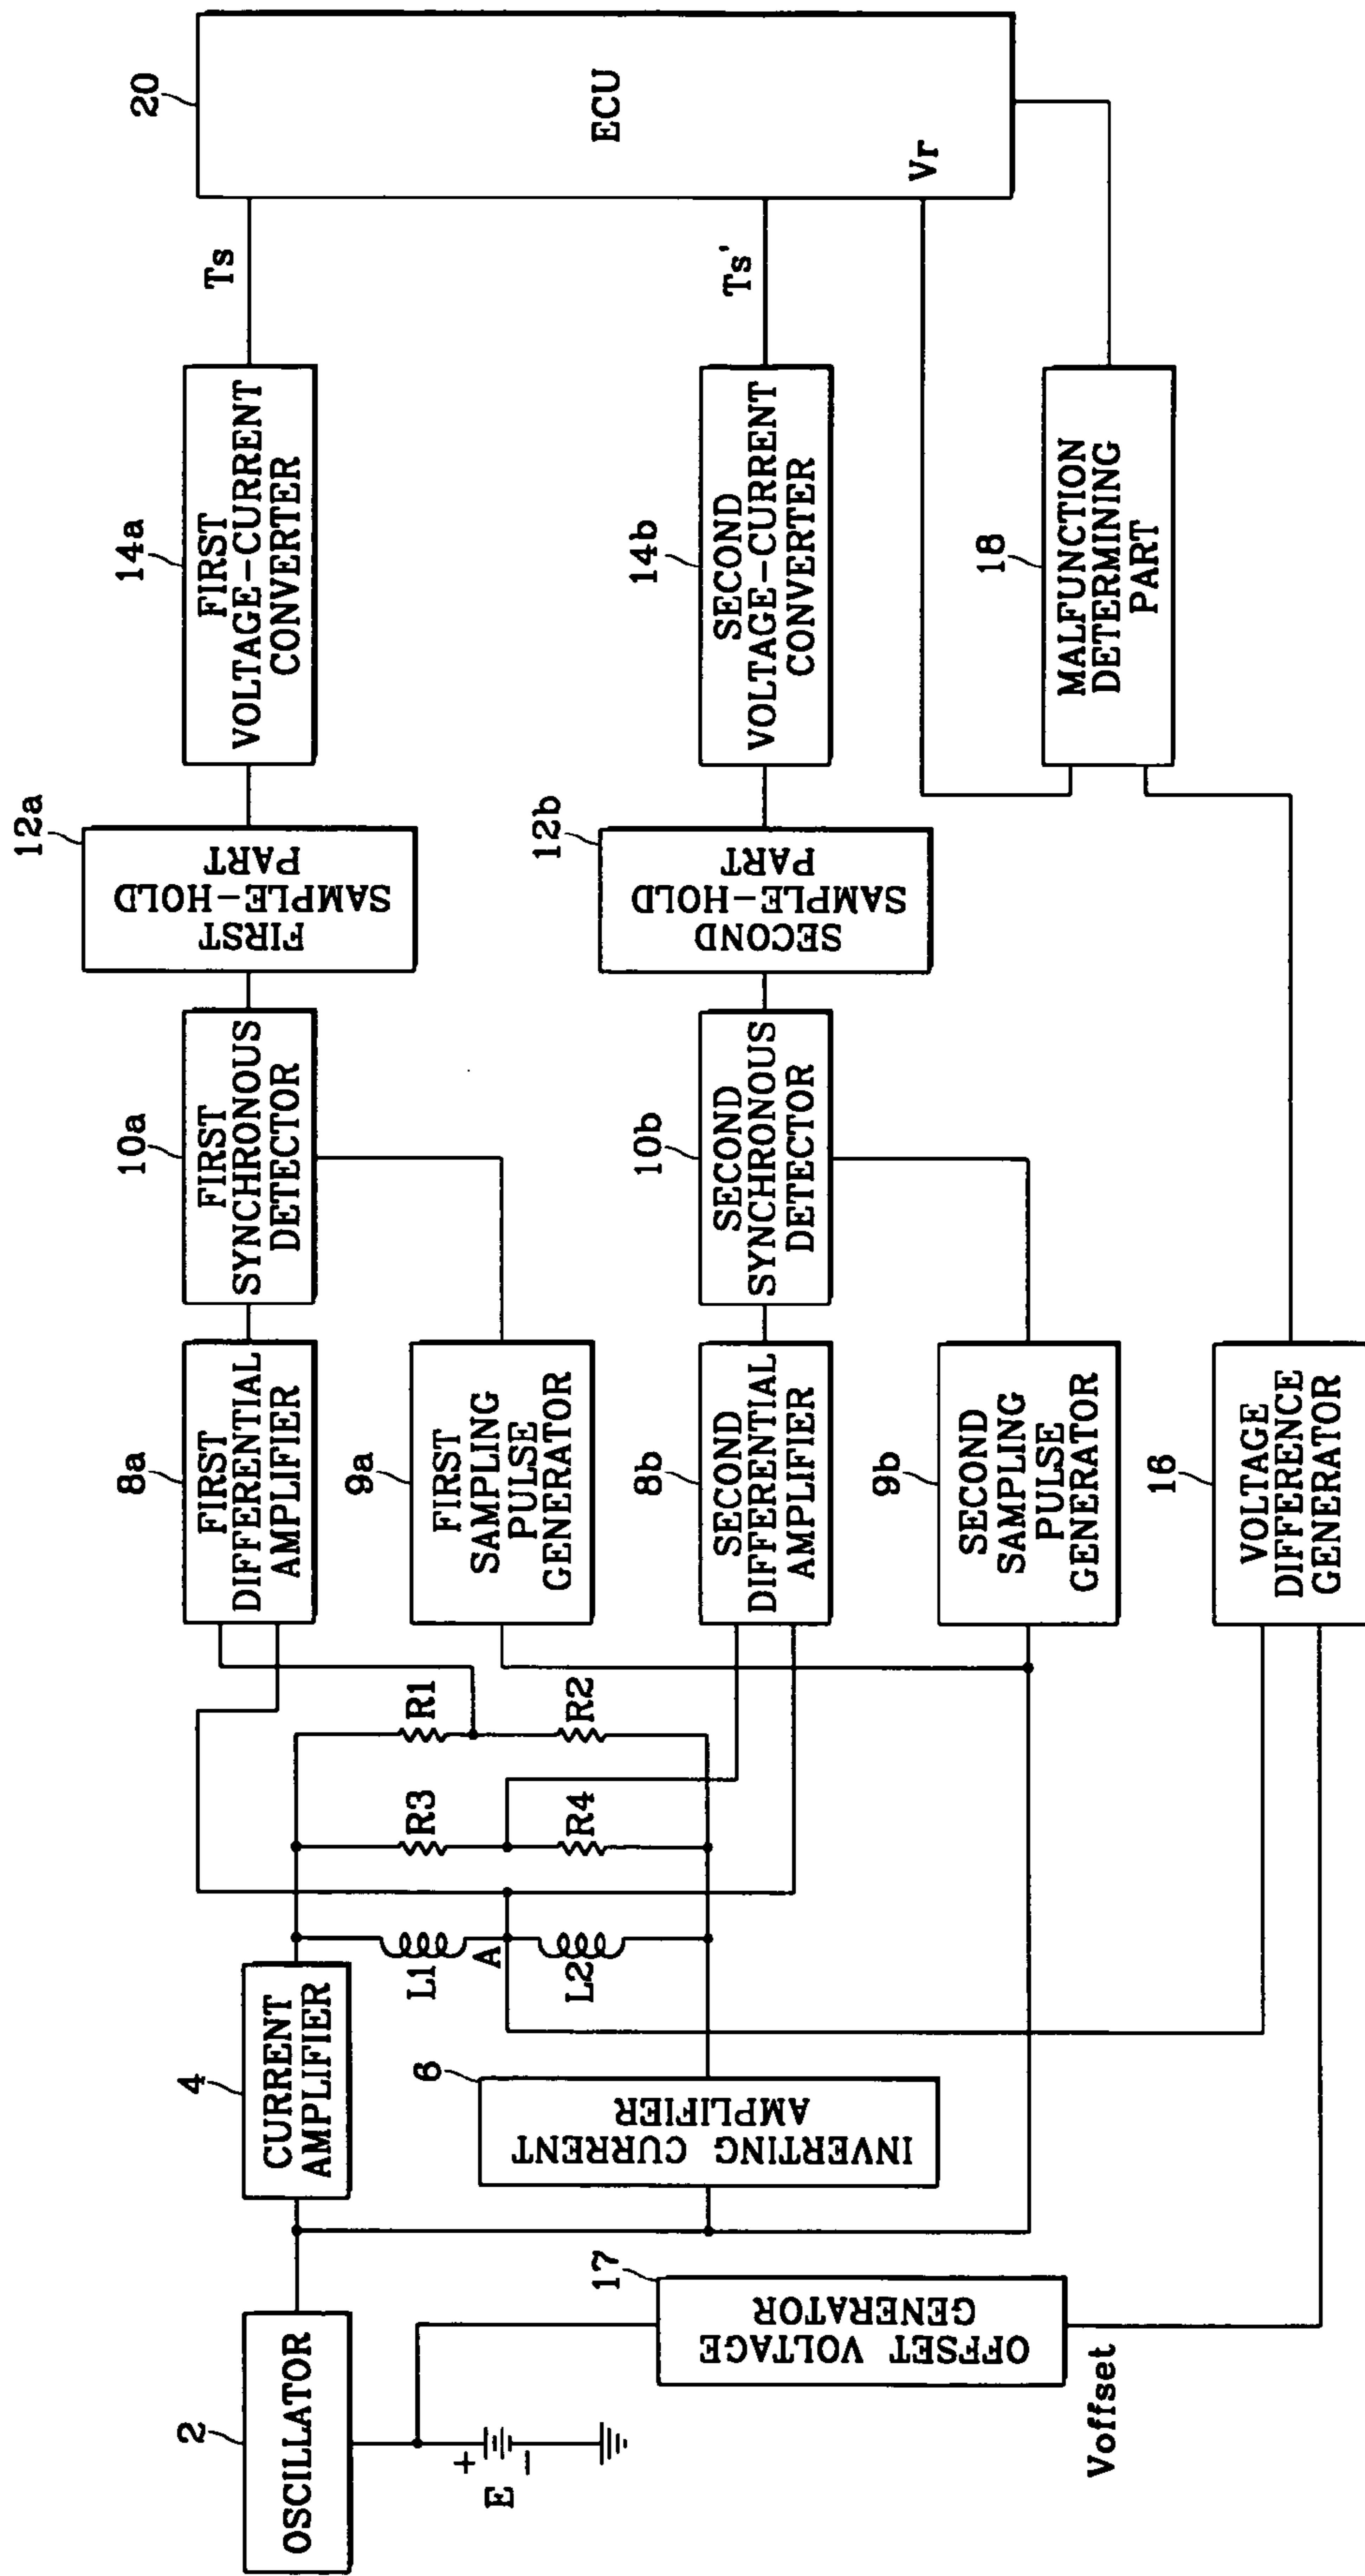 2
OSCILLATOR
+
E
−
4
CURRENT
AMPLIFIER
6
INVERTING CURRENT
AMPLIFIER
17
OFFSET VOLTAGE
GENERATOR
Voffset
L1
A
L2
R3
R4
R1
R2
8a
FIRST
DIFFERENTIAL
AMPLIFIER
9a
FIRST
SAMPLING
PULSE
GENERATOR
8b
SECOND
DIFFERENTIAL
AMPLIFIER
9b
SECOND
SAMPLING
PULSE
GENERATOR
16
VOLTAGE
DIFFERENCE
GENERATOR
10a
FIRST
SYNCHRONOUS
DETECTOR
10b
SECOND
SYNCHRONOUS
DETECTOR
12a
FIRST
SAMPLE-HOLD
PART
12b
SECOND
SAMPLE-HOLD
PART
14a
FIRST
VOLTAGE-CURRENT
CONVERTER
14b
SECOND
VOLTAGE-CURRENT
CONVERTER
18
MALFUNCTION
DETERMINING
PART
Ts
Ts'
Vr
20
ECU